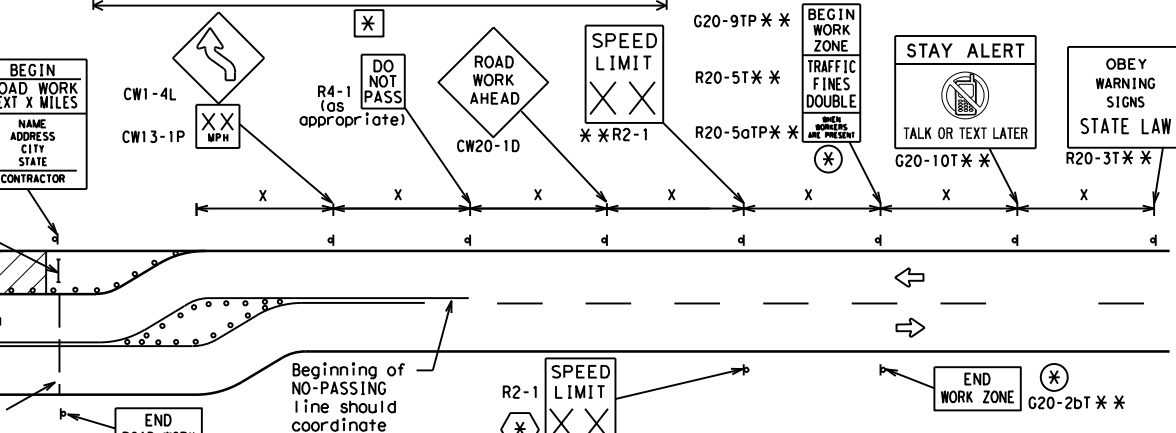 BEGIN
ROAD WORK
NEXT X MILES
NAME
ADDRESS
CITY
STATE
CONTRACTOR
CW1-4L
CW13-1P
X X
MPH
*
R4-1
(as
appropriate)
DO
NOT
PASS
ROAD
WORK
AHEAD
CW20-1D
SPEED
LIMIT
X X
* * R2-1
G20-9TP * *
R20-5T * *
R20-5aTP * *
BEGIN
WORK
ZONE
TRAFFIC
FINES
DOUBLE
WHEN
WORKERS
ARE PRESENT
*
STAY ALERT
TALK OR TEXT LATER
G20-10T * *
OBEY
WARNING
SIGNS
STATE LAW
R20-3T * *
X X X X X X X
Beginning of
NO-PASSING
line should
coordinate
R2-1
*
SPEED
LIMIT
X X
END
WORK ZONE
*
G20-2bT * *
END
ROAD WORK